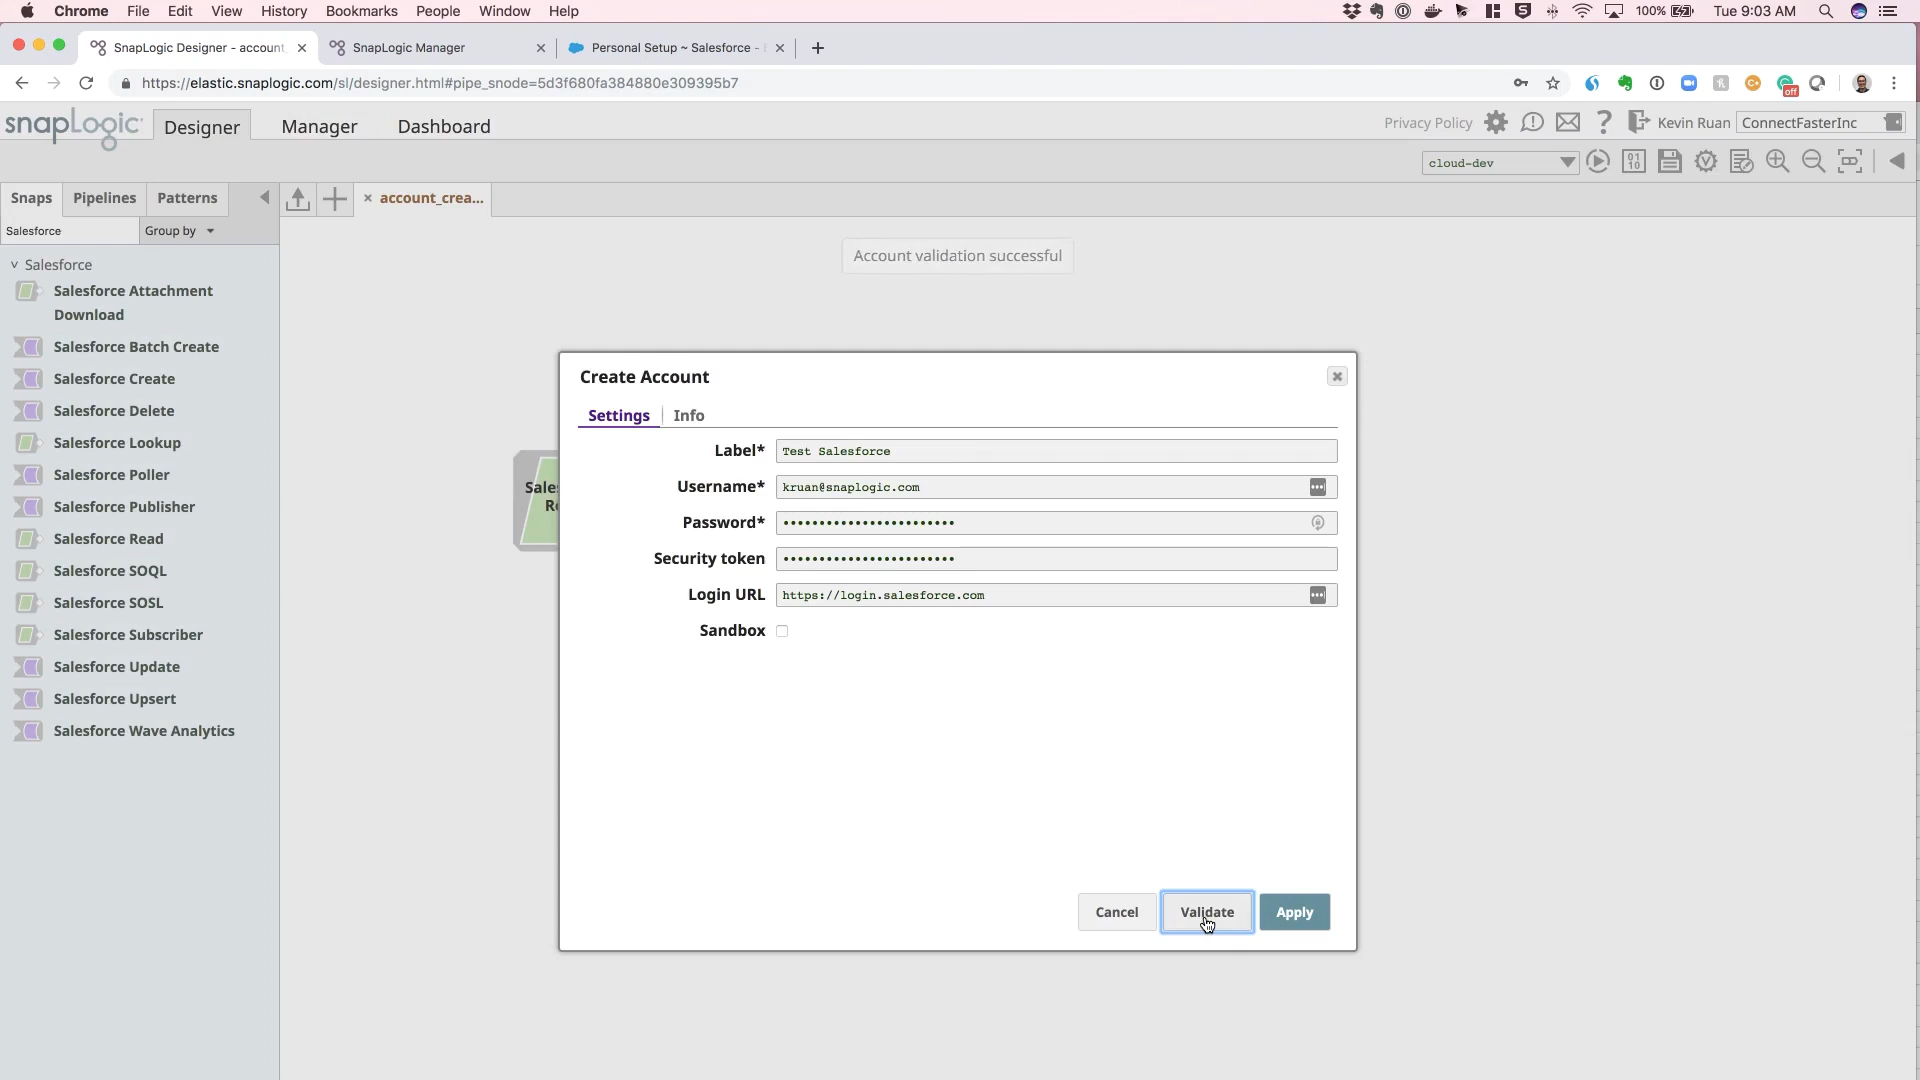 Chrome File Edit View History Bookmarks People Window Help
100% Tue 9:03 AM
SnapLogic Designer - account
SnapLogic Manager
Personal Setup ~ Salesforce -
https://elastic.snaplogic.com/sl/designer.html#pipe_snode=5d3f680fa384880e309395b7
off
snapLogic
Designer
Manager
Dashboard
Privacy Policy
Kevin Ruan
ConnectFasterInc
cloud-dev
Snaps
Pipelines
Patterns
account_crea...
Salesforce
Group by
Salesforce
Salesforce Attachment
Download
Salesforce Batch Create
Salesforce Create
Salesforce Delete
Salesforce Lookup
Salesforce Poller
Salesforce Publisher
Salesforce Read
Salesforce SOQL
Salesforce SOSL
Salesforce Subscriber
Salesforce Update
Salesforce Upsert
Salesforce Wave Analytics
Account validation successful
Sales
Re
Create Account
Settings
Info
Label* Test Salesforce
Username* kruan@snaplogic.com
Password* ••••••••••••••••••••••••
Security token ••••••••••••••••••••••••
Login URL https://login.salesforce.com
Sandbox
Cancel
Validate
Apply